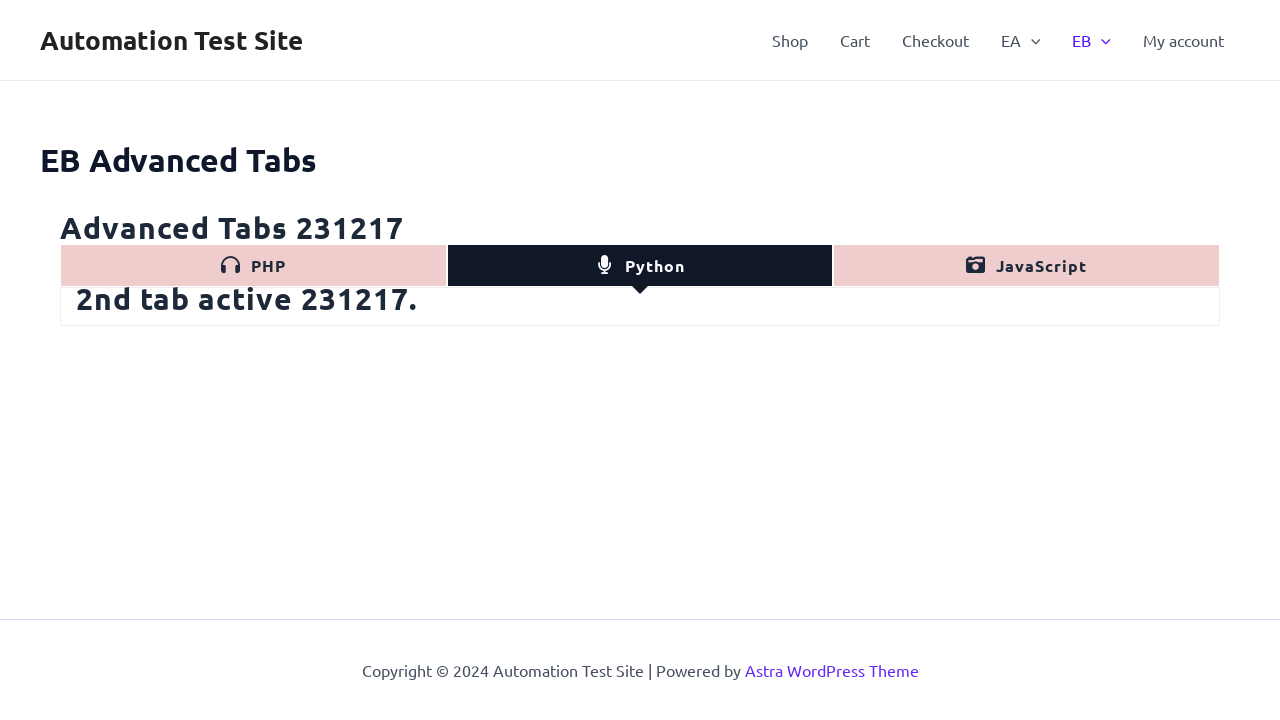 Automation Test Site
Shop Cart Checkout EA EB My account
EB Advanced Tabs
Advanced Tabs 231217
PHP Python JavaScript
2nd tab active 231217.
Copyright © 2024 Automation Test Site | Powered by Astra WordPress Theme